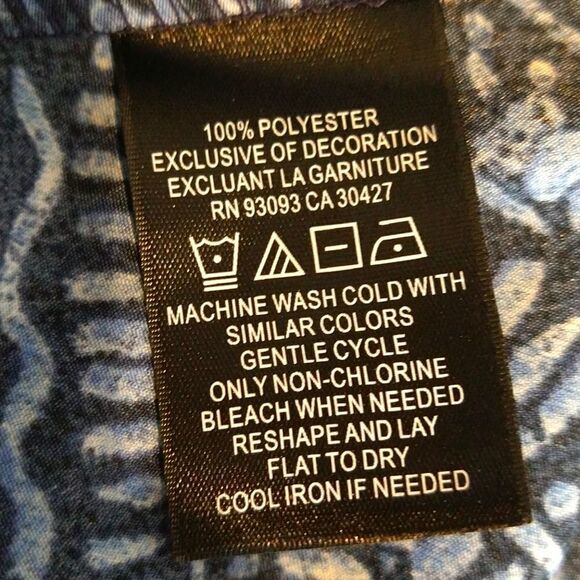 100% POLYESTER
EXCLUSIVE OF DECORATION
EXCLUANT LA GARNITURE
RN 93093 CA 30427
MACHINE WASH COLD WITH
SIMILAR COLORS
GENTLE CYCLE
ONLY NON-CHLORINE
BLEACH WHEN NEEDED
RESHAPE AND LAY
FLAT TO DRY
COOL IRON IF NEEDED